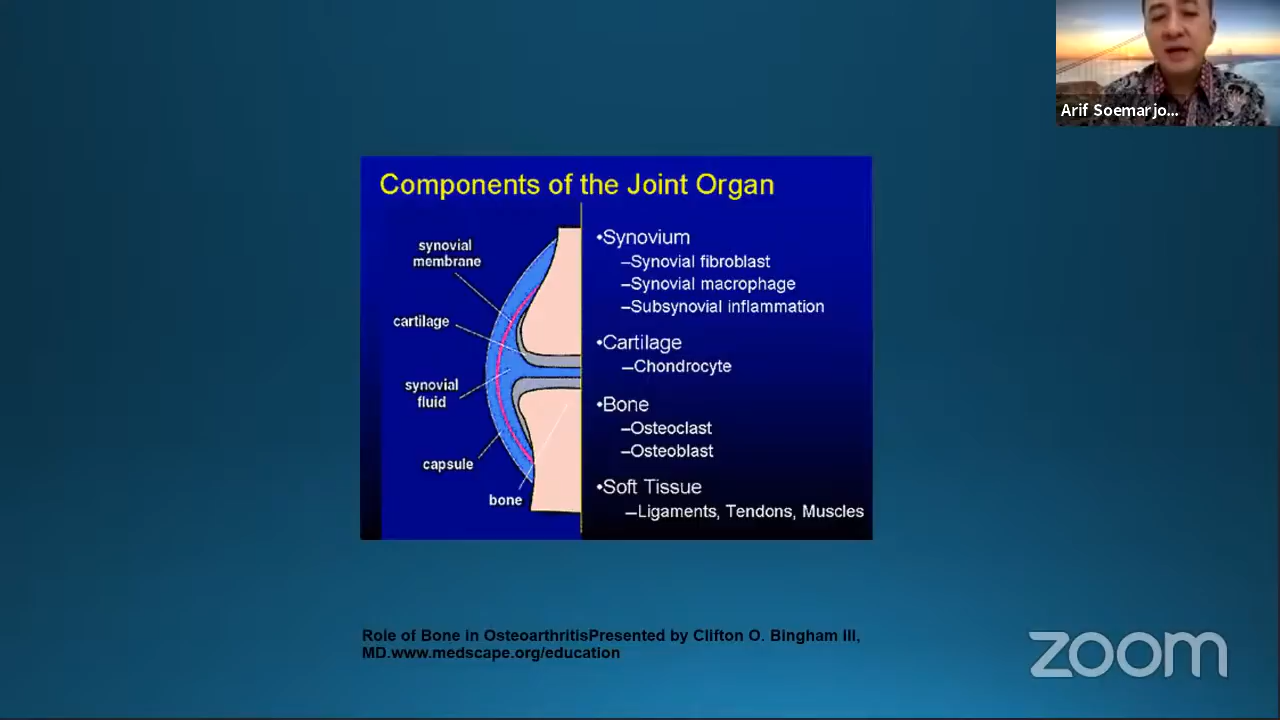 Arif Soemarjo...
Components of the Joint Organ
synovial
membrane
cartilage
synovial
fluid
capsule
bone
•Synovium
–Synovial fibroblast
–Synovial macrophage
–Subsynovial inflammation
•Cartilage
–Chondrocyte
•Bone
–Osteoclast
–Osteoblast
•Soft Tissue
–Ligaments, Tendons, Muscles
Role of Bone in OsteoarthritisPresented by Clifton O. Bingham III,
MD.www.medscape.org/education
zoom